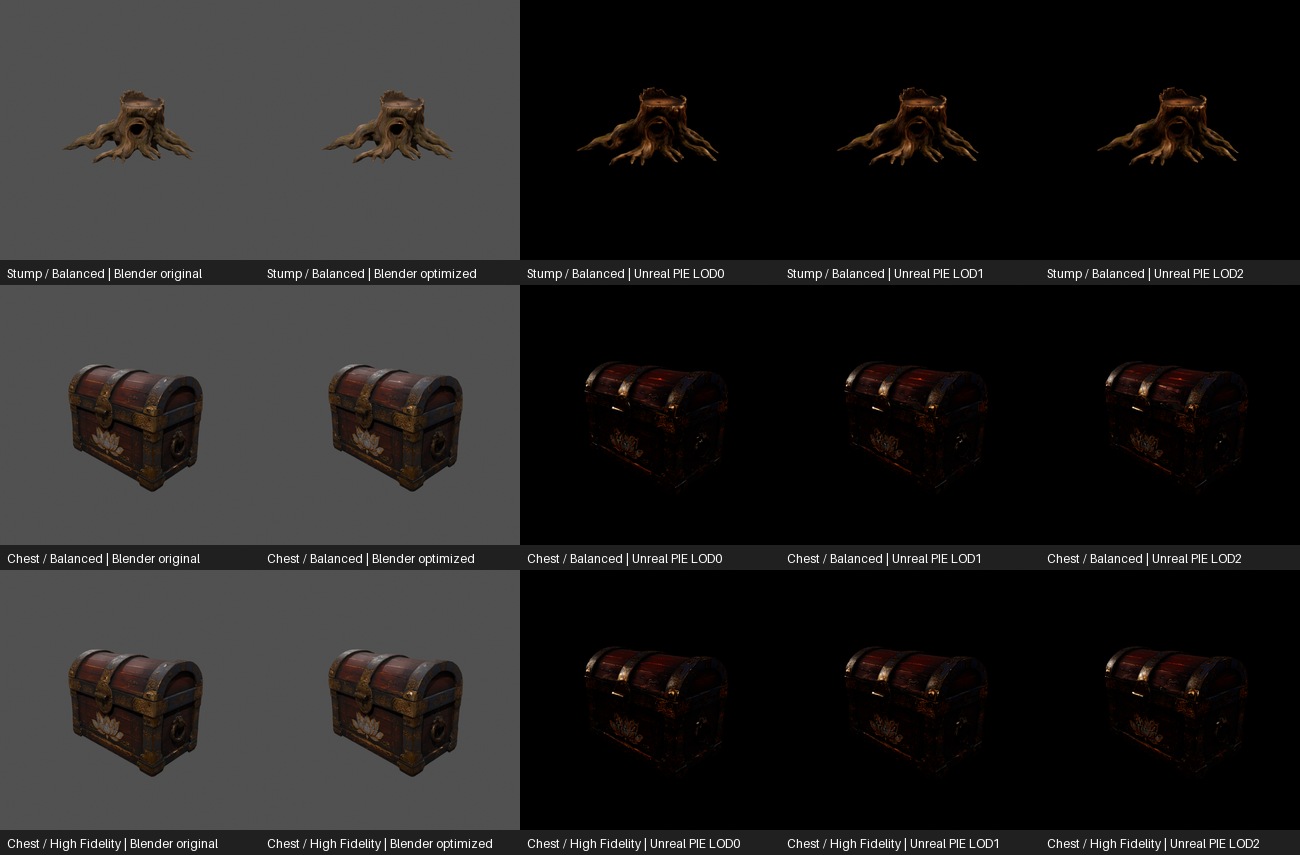 Stump / Balanced | Blender original
Stump / Balanced | Blender optimized
Stump / Balanced | Unreal PIE LOD0
Stump / Balanced | Unreal PIE LOD1
Stump / Balanced | Unreal PIE LOD2
Chest / Balanced | Blender original
Chest / Balanced | Blender optimized
Chest / Balanced | Unreal PIE LOD0
Chest / Balanced | Unreal PIE LOD1
Chest / Balanced | Unreal PIE LOD2
Chest / High Fidelity | Blender original
Chest / High Fidelity | Blender optimized
Chest / High Fidelity | Unreal PIE LOD0
Chest / High Fidelity | Unreal PIE LOD1
Chest / High Fidelity | Unreal PIE LOD2